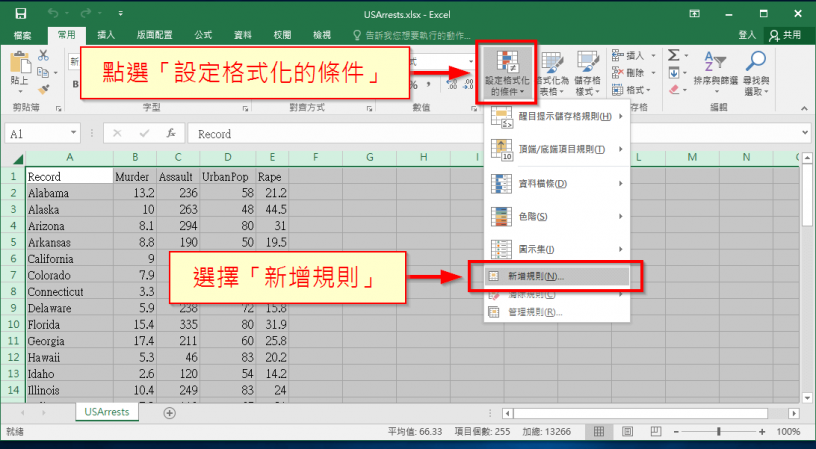 USArrests.xlsx - Excel
檔案 常用 插入 版面配置 公式 資料 校閱 檢視 告訴我您想要執行的動作... 登入 共用
點選「設定格式化的條件」
貼上
B
% ,
設定格式化的條件
格式化為表格
儲存格樣式
插入
刪除
格式
排序與篩選
尋找與選取
剪貼簿 字型 對齊方式 數值 編輯
A1 fx Record
醒目提示儲存格規則(H)
頂端/底端項目規則(T)
資料橫條(D)
色階(S)
圖示集(I)
新增規則(N)...
清除規則(C)
管理規則(R)...
選擇「新增規則」
A B C D E F G H I L M N
1 Record Murder Assault UrbanPop Rape
2 Alabama 13.2 236 58 21.2
3 Alaska 10 263 48 44.5
4 Arizona 8.1 294 80 31
5 Arkansas 8.8 190 50 19.5
6 California 9
7 Colorado 7.9
8 Connecticut 3.3
9 Delaware 5.9 238 72 15.8
10 Florida 15.4 335 80 31.9
11 Georgia 17.4 211 60 25.8
12 Hawaii 5.3 46 83 20.2
13 Idaho 2.6 120 54 14.2
14 Illinois 10.4 249 83 24
USArrests
就緒 平均值: 66.33 項目個數: 255 加總: 13266 100%